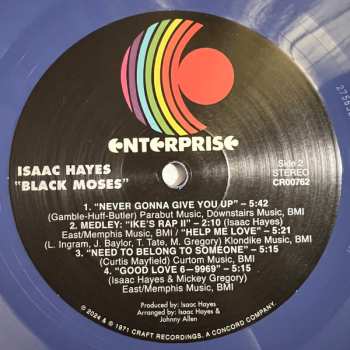 ENTERPRISE
ISAAC HAYES
"BLACK MOSES"
Side 2
STEREO
CR00762
1. "NEVER GONNA GIVE YOU UP" – 5:42
(Gamble-Huff-Butler) Parabut Music, Downstairs Music, BMI
2. MEDLEY: "IKE'S RAP II" – 2:10 (Isaac Hayes)
East/Memphis Music, BMI / "HELP ME LOVE" – 5:21
(L. Ingram, J. Baylor, T. Tate, M. Gregory) Klondike Music, BMI
3. "NEED TO BELONG TO SOMEONE" – 5:15
(Curtis Mayfield) Curtom Music, BMI
4. "GOOD LOVE 6–9969" – 5:15
(Isaac Hayes & Mickey Gregory)
East/Memphis Music, BMI
Produced by: Isaac Hayes
Arranged by: Isaac Hayes &
Johnny Allen
℗ 2024 & © 1971 CRAFT RECORDINGS, A CONCORD COMPANY.